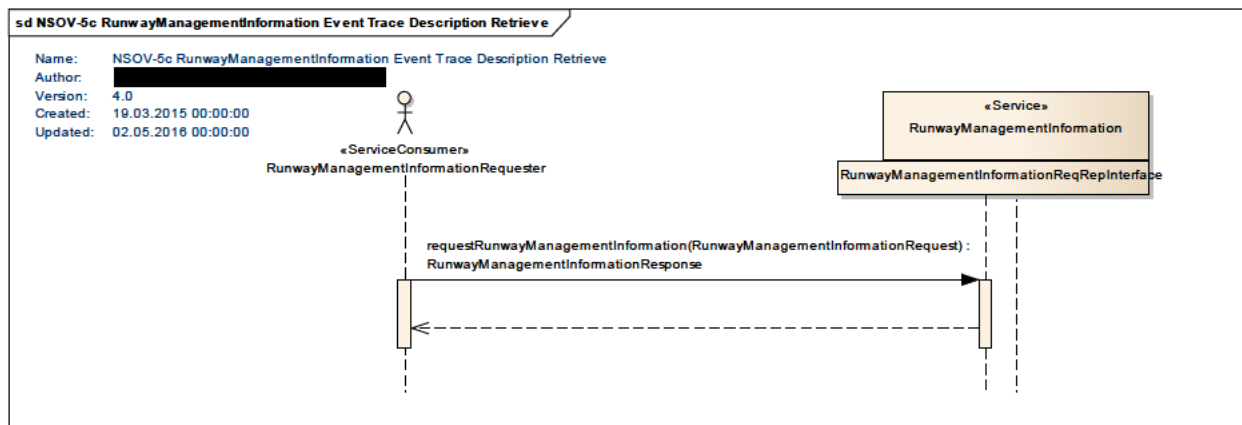 sd NSOV-5c RunwayManagementInformation Event Trace Description Retrieve
Name: NSOV-5c RunwayManagementInformation Event Trace Description Retrieve
Author:
Version: 4.0
Created: 19.03.2015 00:00:00
Updated: 02.05.2016 00:00:00
«ServiceConsumer»
RunwayManagementInformationRequester
«Service»
RunwayManagementInformation
RunwayManagementInformationReqRepInterface
requestRunwayManagementInformation(RunwayManagementInformationRequest) :
RunwayManagementInformationResponse